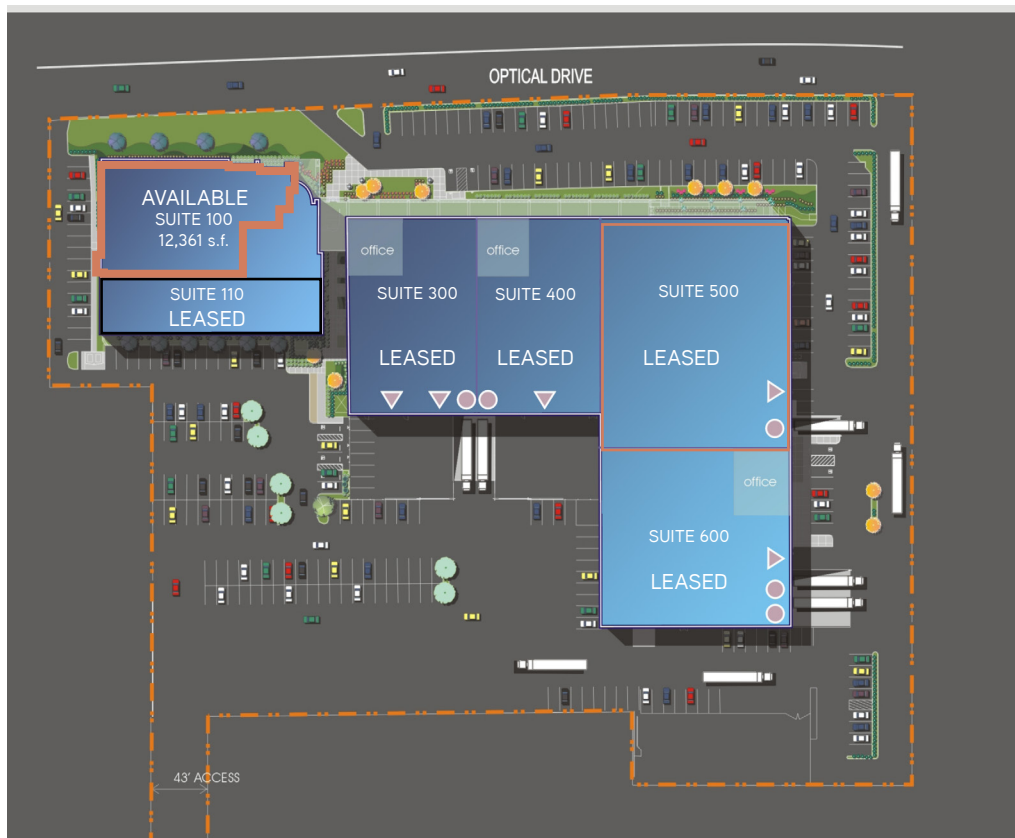 OPTICAL DRIVE
AVAILABLE
SUITE 100
12,361 s.f.
SUITE 110
LEASED
office
SUITE 300
LEASED
office
SUITE 400
LEASED
SUITE 500
LEASED
office
SUITE 600
LEASED
43' ACCESS